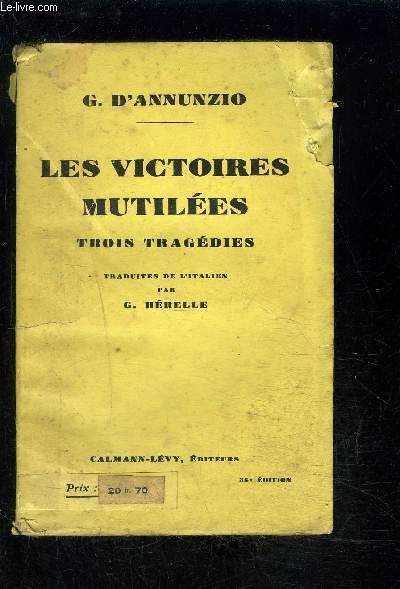 Le-livre.com
G. D'ANNUNZIO
LES VICTOIRES
MUTILÉES
TROIS TRAGÉDIES
TRADUITES DE L'ITALIEN
PAR
G. HÉRELLE
CALMANN-LÉVY, ÉDITEURS
Prix : 20 F. 70
ÉDITION